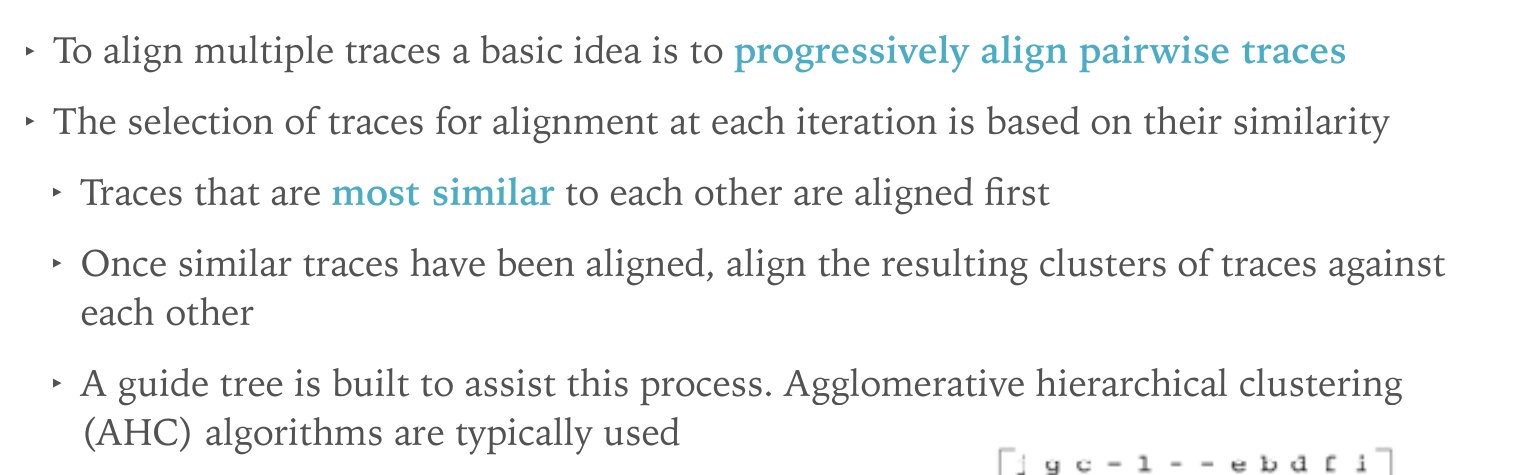 ‣ To align multiple traces a basic idea is to progressively align pairwise traces
‣ The selection of traces for alignment at each iteration is based on their similarity
‣ Traces that are most similar to each other are aligned first
‣ Once similar traces have been aligned, align the resulting clusters of traces against
each other
‣ A guide tree is built to assist this process. Agglomerative hierarchical clustering
(AHC) algorithms are typically used
g c - l - - e b d f i